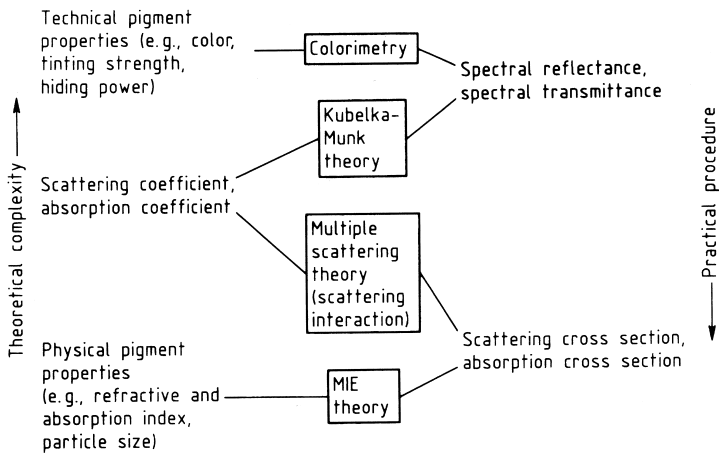 Technical pigment
properties (e.g., color,
tinting strength,
hiding power)
Colorimetry
Spectral reflectance,
spectral transmittance
Kubelka-
Munk
theory
Scattering coefficient,
absorption coefficient
Multiple
scattering
theory
(scattering
interaction)
Scattering cross section,
absorption cross section
Physical pigment
properties
(e.g., refractive and
absorption index,
particle size)
MIE
theory
Theoretical complexity
Practical procedure